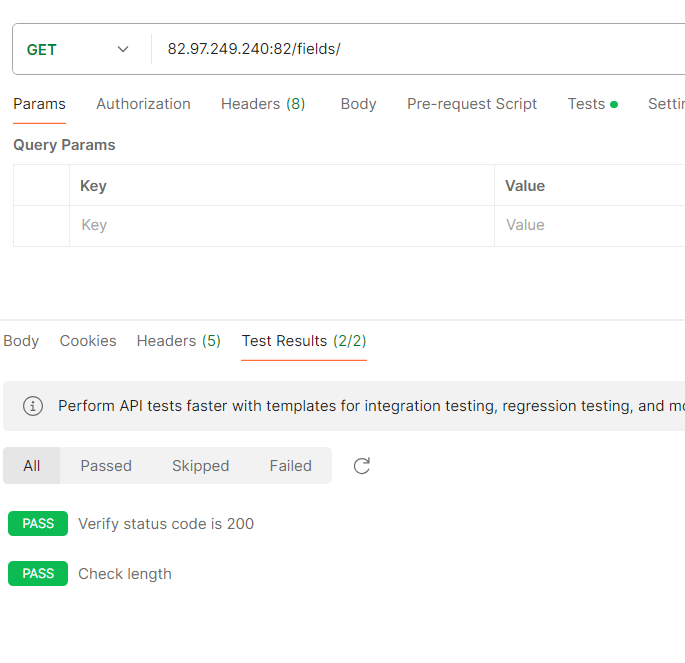 GET 82.97.249.240:82/fields/
Params Authorization Headers (8) Body Pre-request Script Tests Settin
Query Params
Key Value
Key Value
Body Cookies Headers (5) Test Results (2/2)
Perform API tests faster with templates for integration testing, regression testing, and mo
All Passed Skipped Failed
PASS Verify status code is 200
PASS Check length